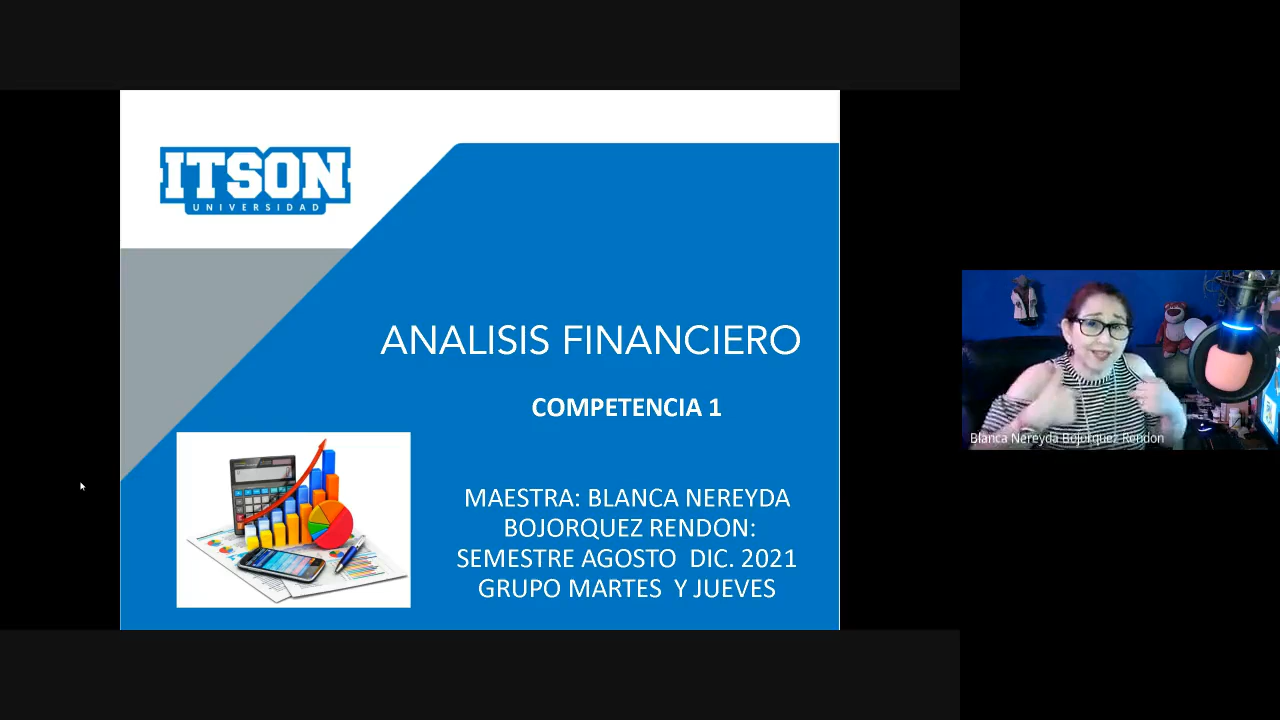 ITSON
UNIVERSIDAD
ANALISIS FINANCIERO
COMPETENCIA 1
MAESTRA: BLANCA NEREYDA
BOJORQUEZ RENDON:
SEMESTRE AGOSTO DIC. 2021
GRUPO MARTES Y JUEVES
Blanca Nereyda Bojorquez Rendon